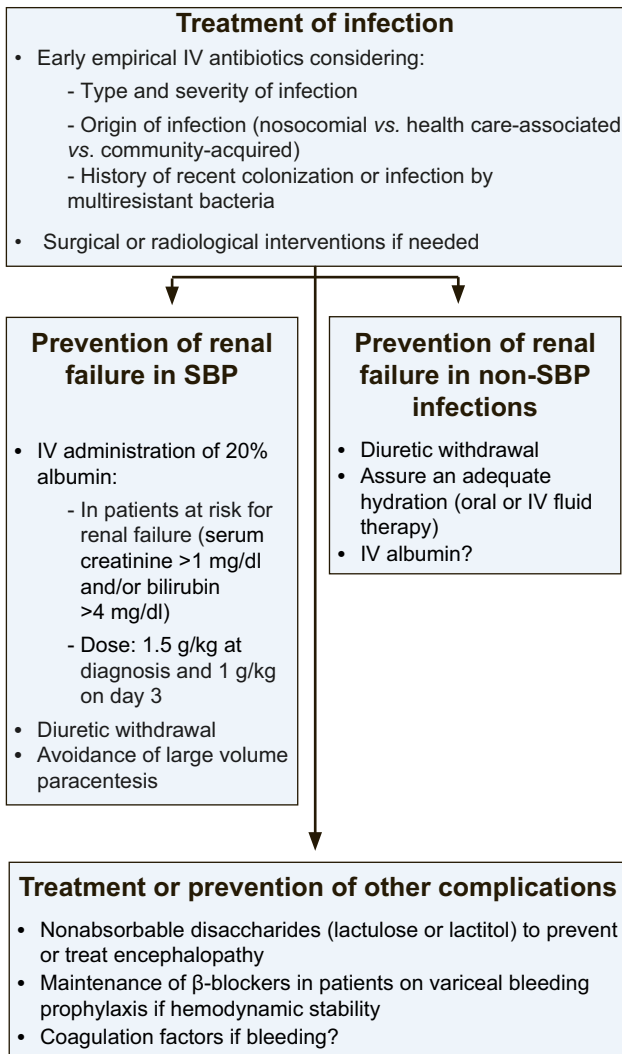 Treatment of infection
• Early empirical IV antibiotics considering:
- Type and severity of infection
- Origin of infection (nosocomial vs. health care-associated
vs. community-acquired)
- History of recent colonization or infection by
multiresistant bacteria
• Surgical or radiological interventions if needed
Prevention of renal
failure in SBP
• IV administration of 20%
albumin:
- In patients at risk for
renal failure (serum
creatinine >1 mg/dl
and/or bilirubin
>4 mg/dl)
- Dose: 1.5 g/kg at
diagnosis and 1 g/kg
on day 3
• Diuretic withdrawal
• Avoidance of large volume
paracentesis
Prevention of renal
failure in non-SBP
infections
• Diuretic withdrawal
• Assure an adequate
hydration (oral or IV fluid
therapy)
• IV albumin?
Treatment or prevention of other complications
• Nonabsorbable disaccharides (lactulose or lactitol) to prevent
or treat encephalopathy
• Maintenance of β-blockers in patients on variceal bleeding
prophylaxis if hemodynamic stability
• Coagulation factors if bleeding?